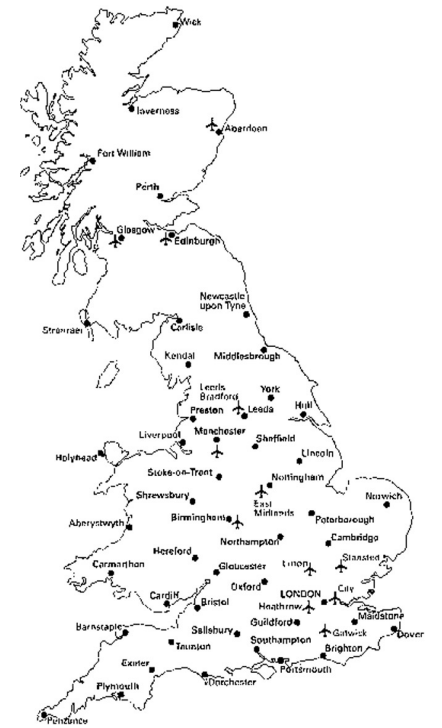 Wick
Inverness
Aberdeen
Fort William
Perth
Glasgow
Edinburgh
Newcastle
upon Tyne
Stranraer
Carlisle
Kendal
Middlesbrough
Leeds
Bradford
York
Preston
Leeds
Hull
Liverpool
Manchester
Sheffield
Holyhead
Lincoln
Stoke-on-Trent
Nottingham
Shrewsbury
East
Midlands
Norwich
Aberystwyth
Birmingham
Peterborough
Northampton
Cambridge
Hereford
Carmarthen
Gloucester
Luton
Stansted
Oxford
Cardiff
LONDON
City
Bristol
Heathrow
Barnstaple
Salisbury
Guildford
Maidstone
Gatwick
Dover
Taunton
Southampton
Brighton
Exeter
Portsmouth
Dorchester
Plymouth
Penzance